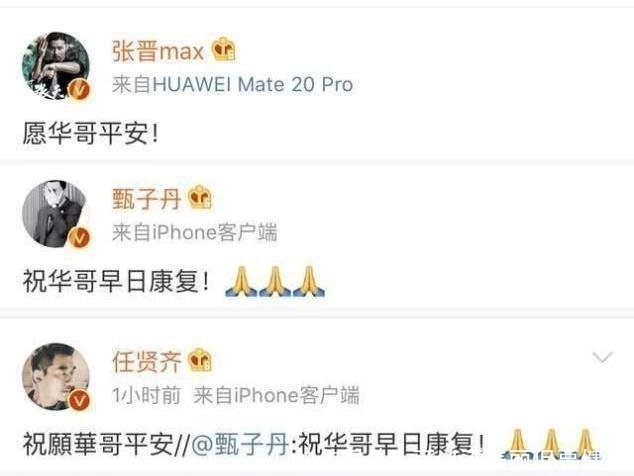 张晋max
来自HUAWEI Mate 20 Pro
愿华哥平安！
甄子丹
来自iPhone客户端
祝华哥早日康复！🙏🙏🙏
任贤齐
1小时前 来自iPhone客户端
祝願華哥平安//@甄子丹:祝华哥早日康复！🙏🙏🙏